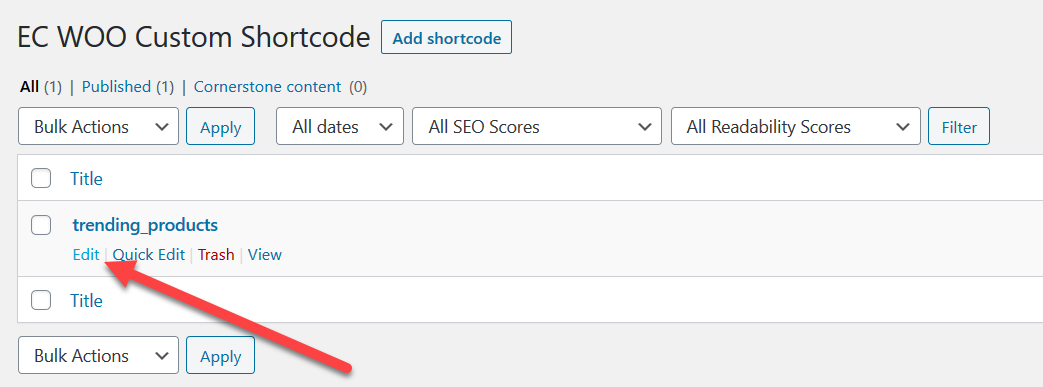 EC WOO Custom Shortcode Add shortcode
All (1) | Published (1) | Cornerstone content (0)
Bulk Actions Apply All dates All SEO Scores All Readability Scores Filter
Title
trending_products
Edit | Quick Edit | Trash | View
Title
Bulk Actions Apply